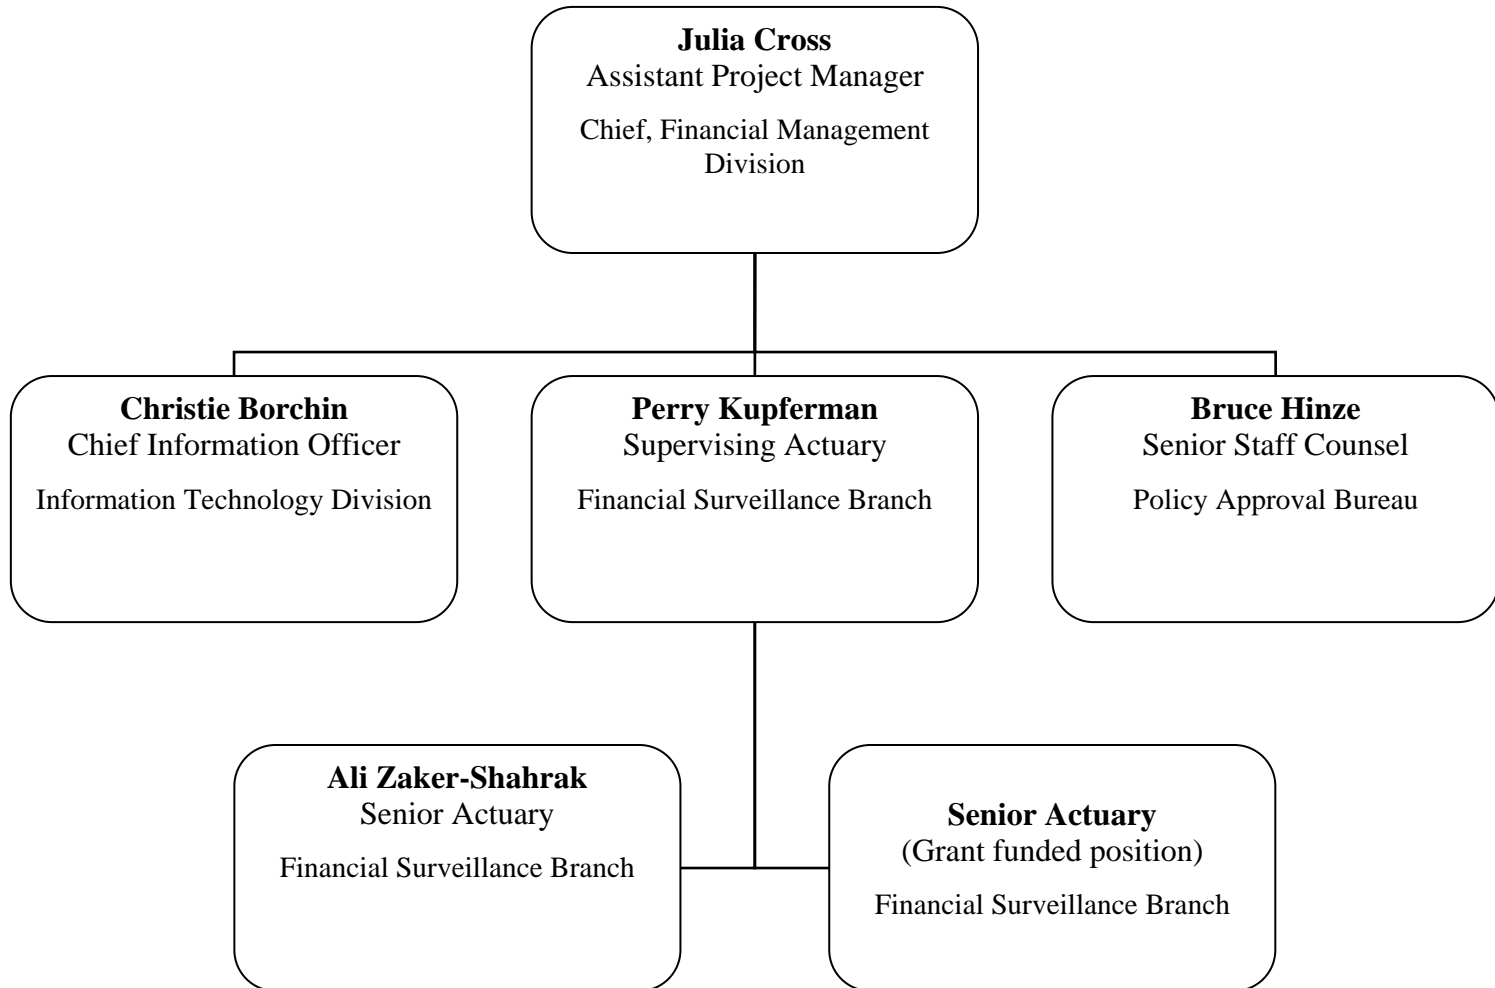 Julia Cross
Assistant Project Manager
Chief, Financial Management
Division
Christie Borchin
Chief Information Officer
Information Technology Division
Perry Kupferman
Supervising Actuary
Financial Surveillance Branch
Bruce Hinze
Senior Staff Counsel
Policy Approval Bureau
Ali Zaker-Shahrak
Senior Actuary
Financial Surveillance Branch
Senior Actuary
(Grant funded position)
Financial Surveillance Branch